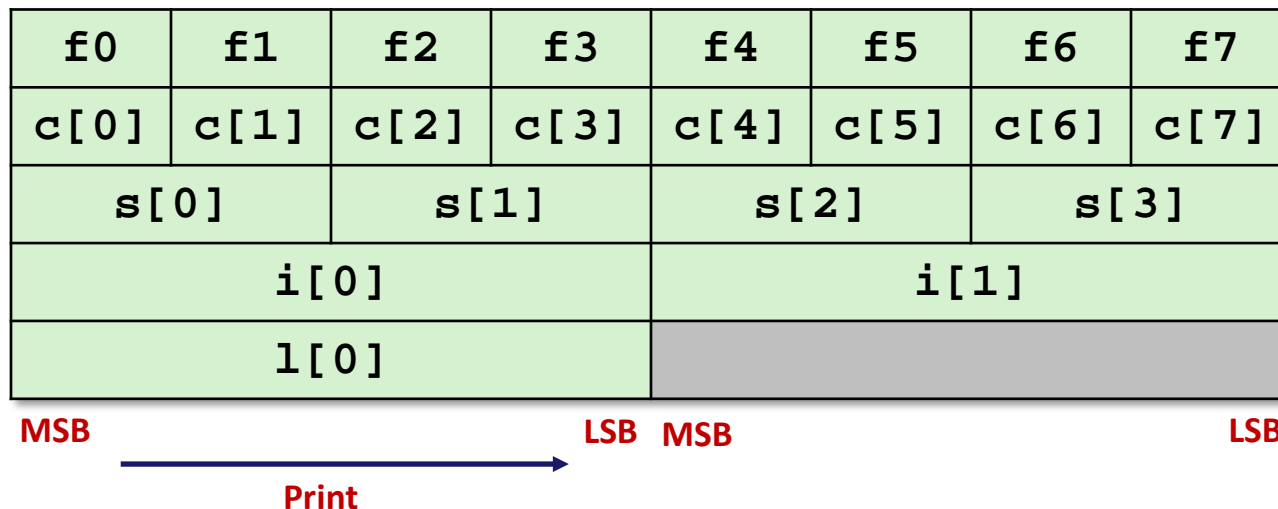 f0 f1 f2 f3 f4 f5 f6 f7
c[0] c[1] c[2] c[3] c[4] c[5] c[6] c[7]
s[0] s[1] s[2] s[3]
i[0] i[1]
l[0]
MSB LSB MSB LSB
Print